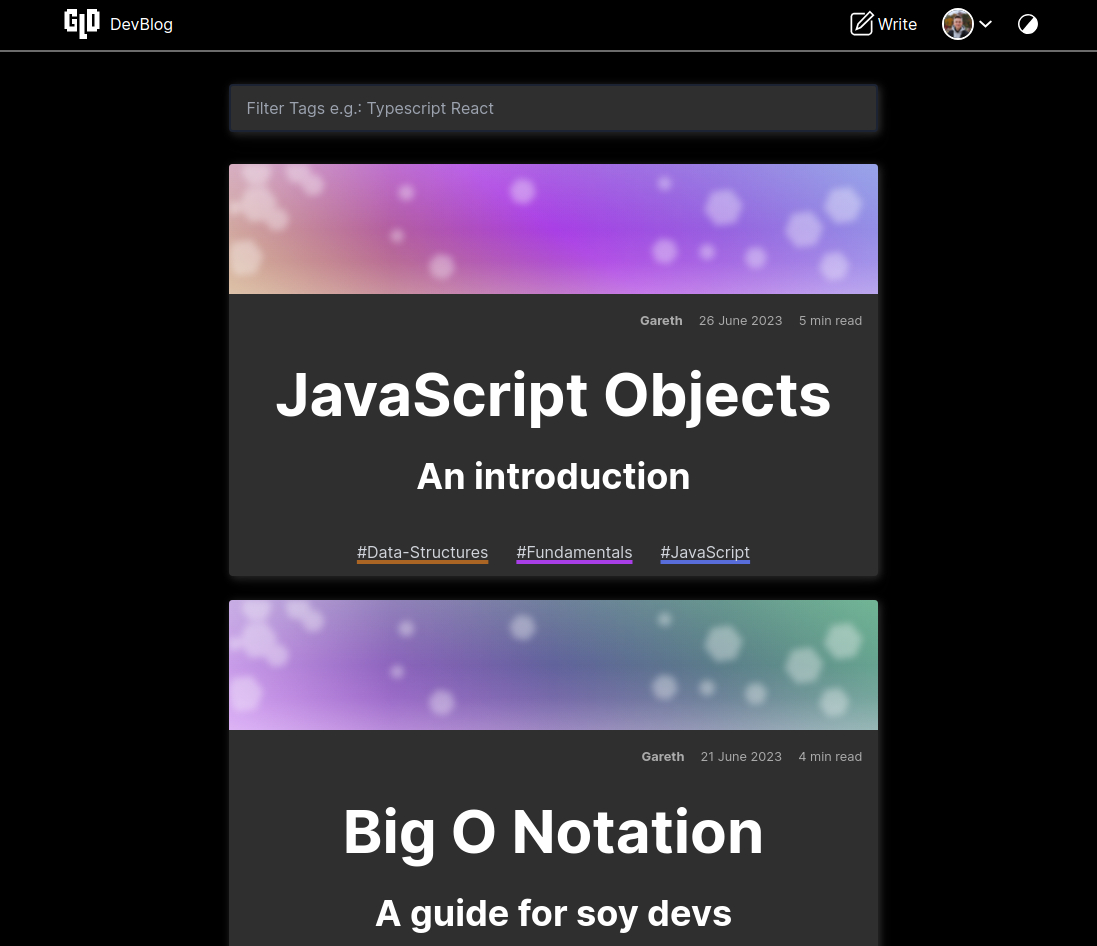 GLD DevBlog Write
Filter Tags e.g.: Typescript React
Gareth 26 June 2023 5 min read
JavaScript Objects
An introduction
#Data-Structures #Fundamentals #JavaScript
Gareth 21 June 2023 4 min read
Big O Notation
A guide for soy devs